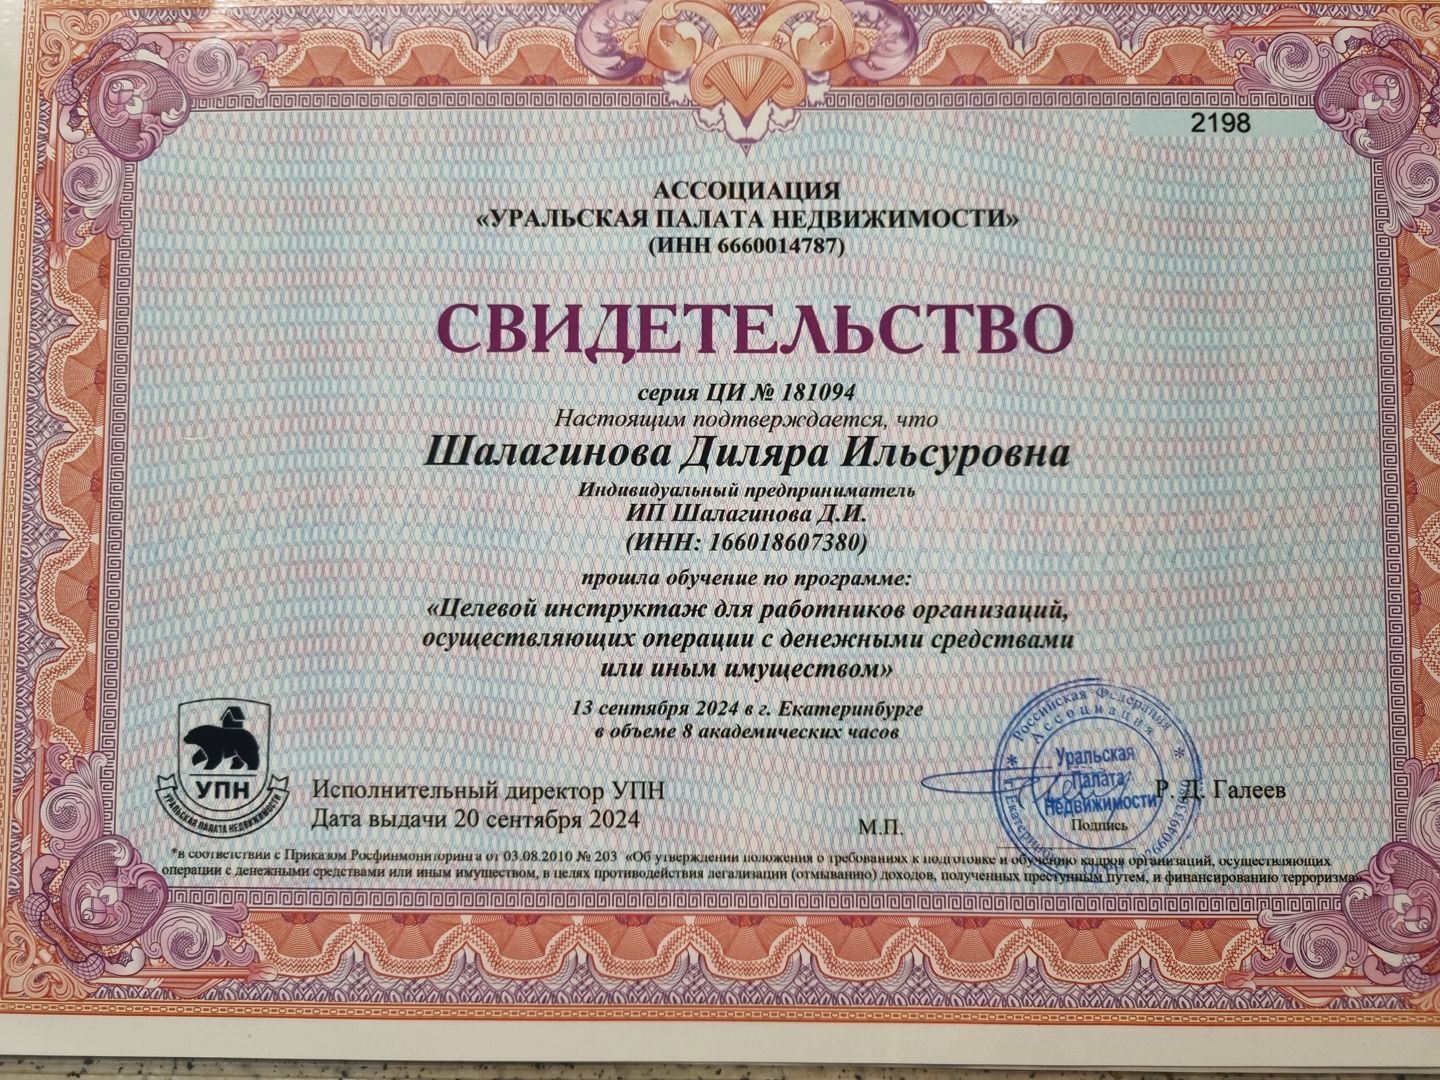 2198
АССОЦИАЦИЯ
«УРАЛЬСКАЯ ПАЛАТА НЕДВИЖИМОСТИ»
(ИНН 6660014787)
СВИДЕТЕЛЬСТВО
серия ЦИ № 181094
Настоящим подтверждается, что
Шалагинова Диляра Ильсуровна
Индивидуальный предприниматель
ИП Шалагинова Д.И.
(ИНН: 166018607380)
прошла обучение по программе:
«Целевой инструктаж для работников организаций,
осуществляющих операции с денежными средствами
или иным имуществом»
13 сентября 2024 в г. Екатеринбурге
в объеме 8 академических часов
УПН
УРАЛЬСКАЯ ПАЛАТА НЕДВИЖИМОСТИ
Исполнительный директор УПН
Дата выдачи 20 сентября 2024
М.П.
Российская Федерация
Ассоциация
Уральская
Палата
Недвижимости
Подпись
Р. Д. Галеев
*в соответствии с Приказом Росфинмониторинга от 03.08.2010 № 203 «Об утверждении положения о требованиях к подготовке и обучению кадров организаций, осуществляющих
операции с денежными средствами или иным имуществом, в целях противодействия легализации (отмыванию) доходов, полученных преступным путем, и финансированию терроризма»